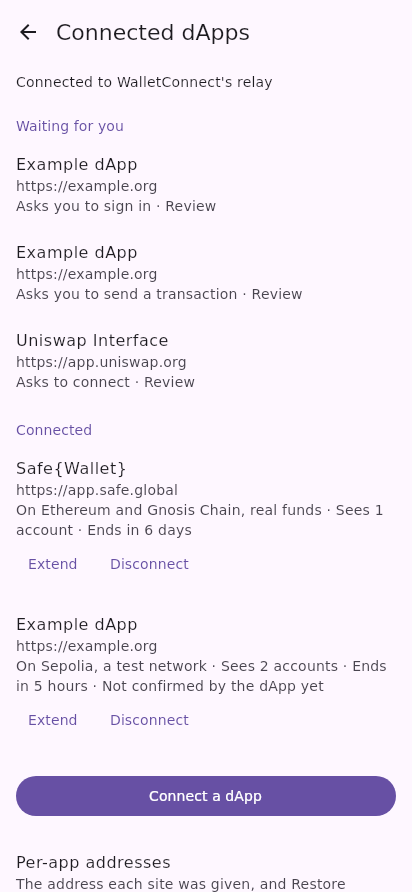 Connected dApps
Connected to WalletConnect's relay
Waiting for you
Example dApp
https://example.org
Asks you to sign in · Review
Example dApp
https://example.org
Asks you to send a transaction · Review
Uniswap Interface
https://app.uniswap.org
Asks to connect · Review
Connected
Safe{Wallet}
https://app.safe.global
On Ethereum and Gnosis Chain, real funds · Sees 1
account · Ends in 6 days
Extend Disconnect
Example dApp
https://example.org
On Sepolia, a test network · Sees 2 accounts · Ends
in 5 hours · Not confirmed by the dApp yet
Extend Disconnect
Connect a dApp
Per-app addresses
The address each site was given, and Restore